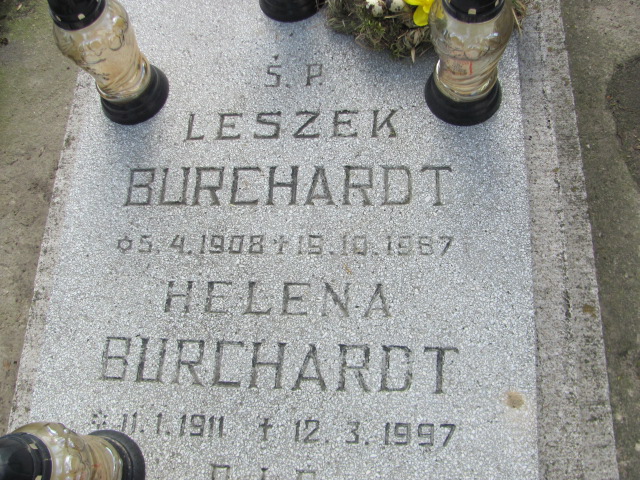 Ś.P.
LESZEK
BURCHARDT
* 5.4.1908 † 19.10.1987
HELENA
BURCHARDT
* 11.1.1911 † 12.3.1997